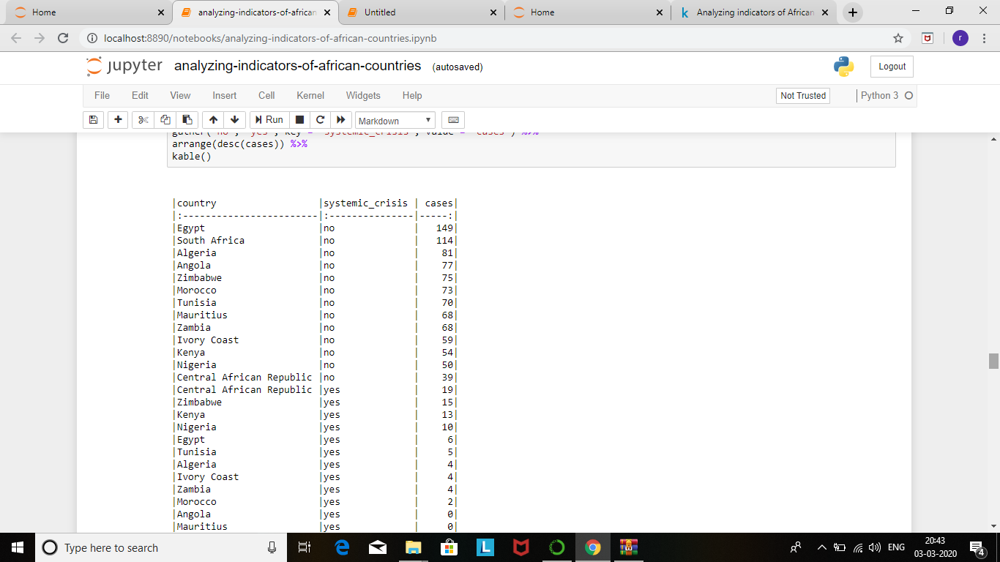 Home
analyzing-indicators-of-african
Untitled
Home
Analyzing indicators of African
localhost:8890/notebooks/analyzing-indicators-of-african-countries.ipynb
r
jupyter analyzing-indicators-of-african-countries (autosaved)
Logout
File Edit View Insert Cell Kernel Widgets Help
Not Trusted
Python 3
Run
Markdown
gather("no", "yes", key = "systemic_crisis", value = "cases") %>%
arrange(desc(cases)) %>%
kable()
|country |systemic_crisis | cases|
|:------------------------|:---------------|-----:|
|Egypt |no | 149|
|South Africa |no | 114|
|Algeria |no | 81|
|Angola |no | 77|
|Zimbabwe |no | 75|
|Morocco |no | 73|
|Tunisia |no | 70|
|Mauritius |no | 68|
|Zambia |no | 68|
|Ivory Coast |no | 59|
|Kenya |no | 54|
|Nigeria |no | 50|
|Central African Republic |no | 39|
|Central African Republic |yes | 19|
|Zimbabwe |yes | 15|
|Kenya |yes | 13|
|Nigeria |yes | 10|
|Egypt |yes | 6|
|Tunisia |yes | 5|
|Algeria |yes | 4|
|Ivory Coast |yes | 4|
|Zambia |yes | 4|
|Morocco |yes | 2|
|Angola |yes | 0|
|Mauritius |yes | 0|
Type here to search
L
ENG
20:43
03-03-2020
4